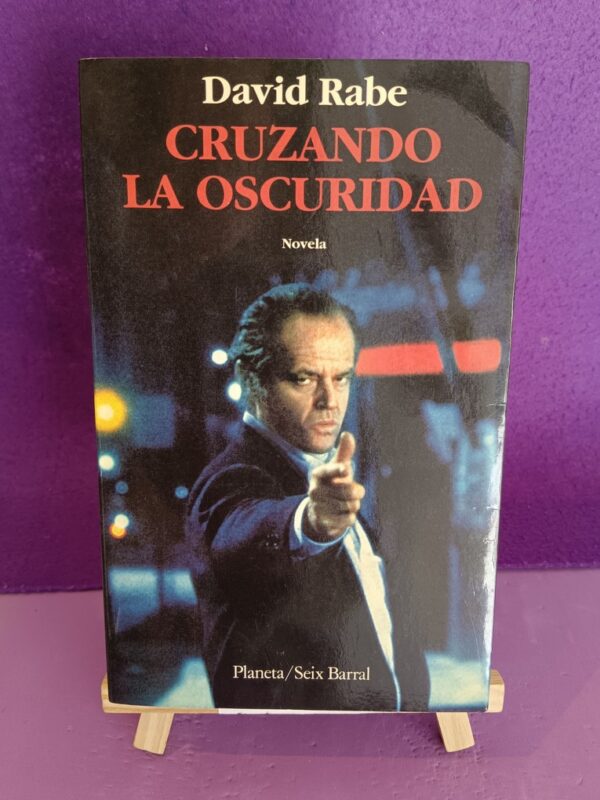 David Rabe
CRUZANDO
LA OSCURIDAD
Novela
Planeta/Seix Barral